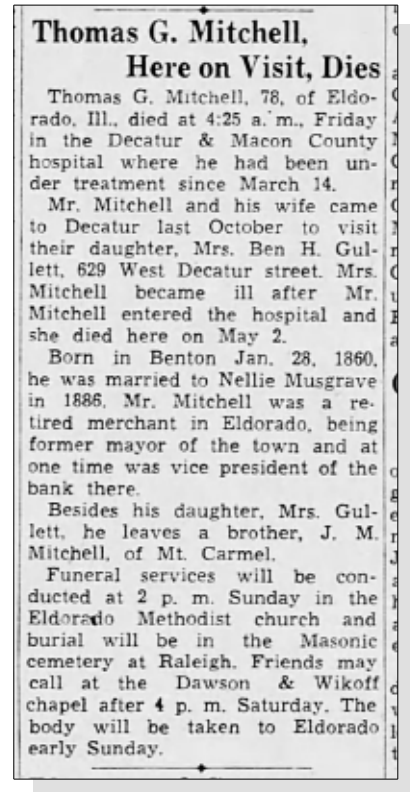 Thomas G. Mitchell,
Here on Visit, Dies
Thomas G. Mitchell, 78, of Eldo-
rado, Ill., died at 4:25 a. m., Friday
in the Decatur & Macon County
hospital where he had been un-
der treatment since March 14.
Mr. Mitchell and his wife came
to Decatur last October to visit
their daughter, Mrs. Ben H. Gul-
lett, 629 West Decatur street. Mrs.
Mitchell became ill after Mr.
Mitchell entered the hospital and
she died here on May 2.
Born in Benton Jan. 28, 1860,
he was married to Nellie Musgrave
in 1886. Mr. Mitchell was a re-
tired merchant in Eldorado, being
former mayor of the town and at
one time was vice president of the
bank there.
Besides his daughter, Mrs. Gul-
lett, he leaves a brother, J. M.
Mitchell, of Mt. Carmel.
Funeral services will be con-
ducted at 2 p. m. Sunday in the
Eldorado Methodist church and
burial will be in the Masonic
cemetery at Raleigh. Friends may
call at the Dawson & Wikoff
chapel after 4 p. m. Saturday. The
body will be taken to Eldorado
early Sunday.